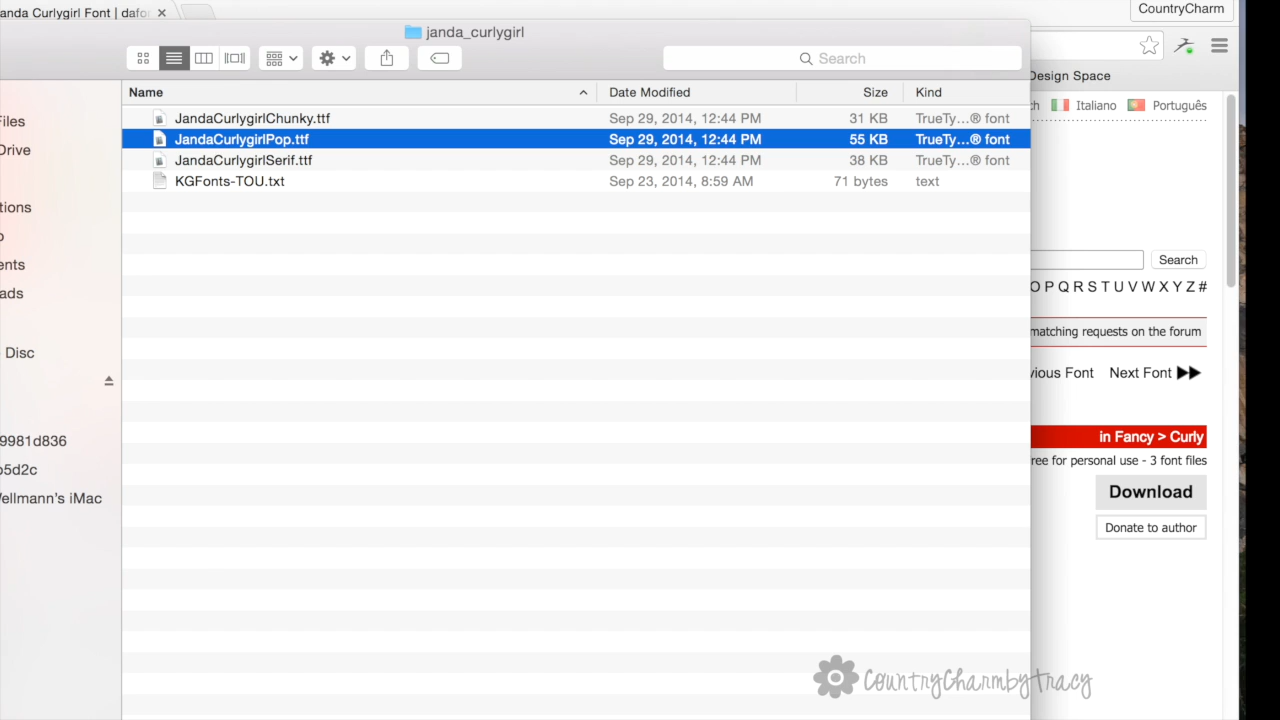 anda Curlygirl Font | dafo
CountryCharm
janda_curlygirl
Search
Design Space
Name
Date Modified
Size
Kind
ch
Italiano
Português
JandaCurlygirlChunky.ttf
Sep 29, 2014, 12:44 PM
31 KB
TrueTy...® font
JandaCurlygirlPop.ttf
Sep 29, 2014, 12:44 PM
55 KB
TrueTy...® font
JandaCurlygirlSerif.ttf
Sep 29, 2014, 12:44 PM
38 KB
TrueTy...® font
KGFonts-TOU.txt
Sep 23, 2014, 8:59 AM
71 bytes
text
Files
Drive
tions
p
ents
ads
Disc
9981d836
b5d2c
Wellmann's iMac
Search
O P Q R S T U V W X Y Z #
matching requests on the forum
vious Font
Next Font
in Fancy > Curly
ree for personal use - 3 font files
Download
Donate to author
CountryCharmbyTracy